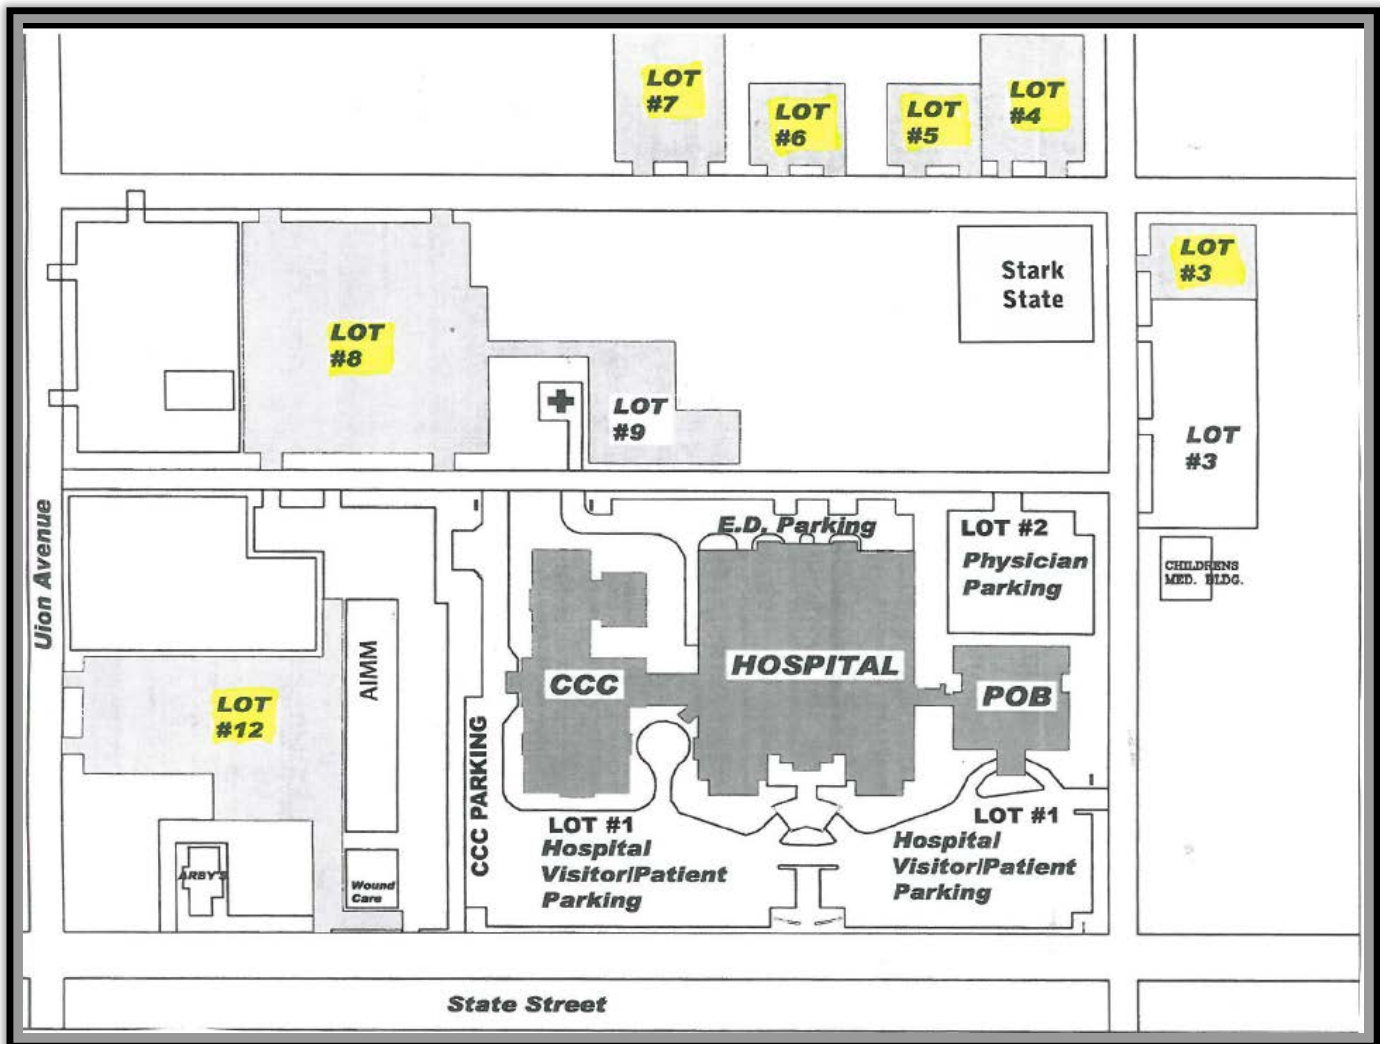 LOT
#7
LOT
#6
LOT
#5
LOT
#4
LOT
#3
Stark
State
LOT
#8
LOT
#9
LOT
#3
Uion Avenue
E.D. Parking
LOT #2
Physician
Parking
CHILDRENS
MED. BLDG.
AIMM
CCC
HOSPITAL
POB
LOT
#12
CCC PARKING
LOT #1
Hospital
Visitor/Patient
Parking
LOT #1
Hospital
Visitor/Patient
Parking
ARBY'S
Wound
Care
State Street